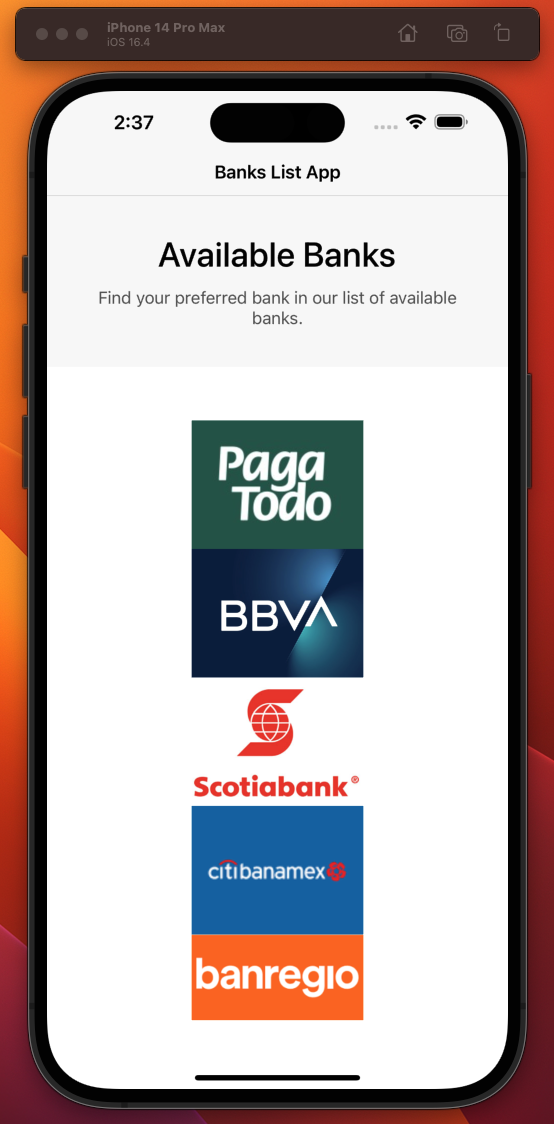 iPhone 14 Pro Max
iOS 16.4
2:37
Banks List App
Available Banks
Find your preferred bank in our list of available
banks.
Paga
Todo
BBVA
Scotiabank®
citibanamex
banregio